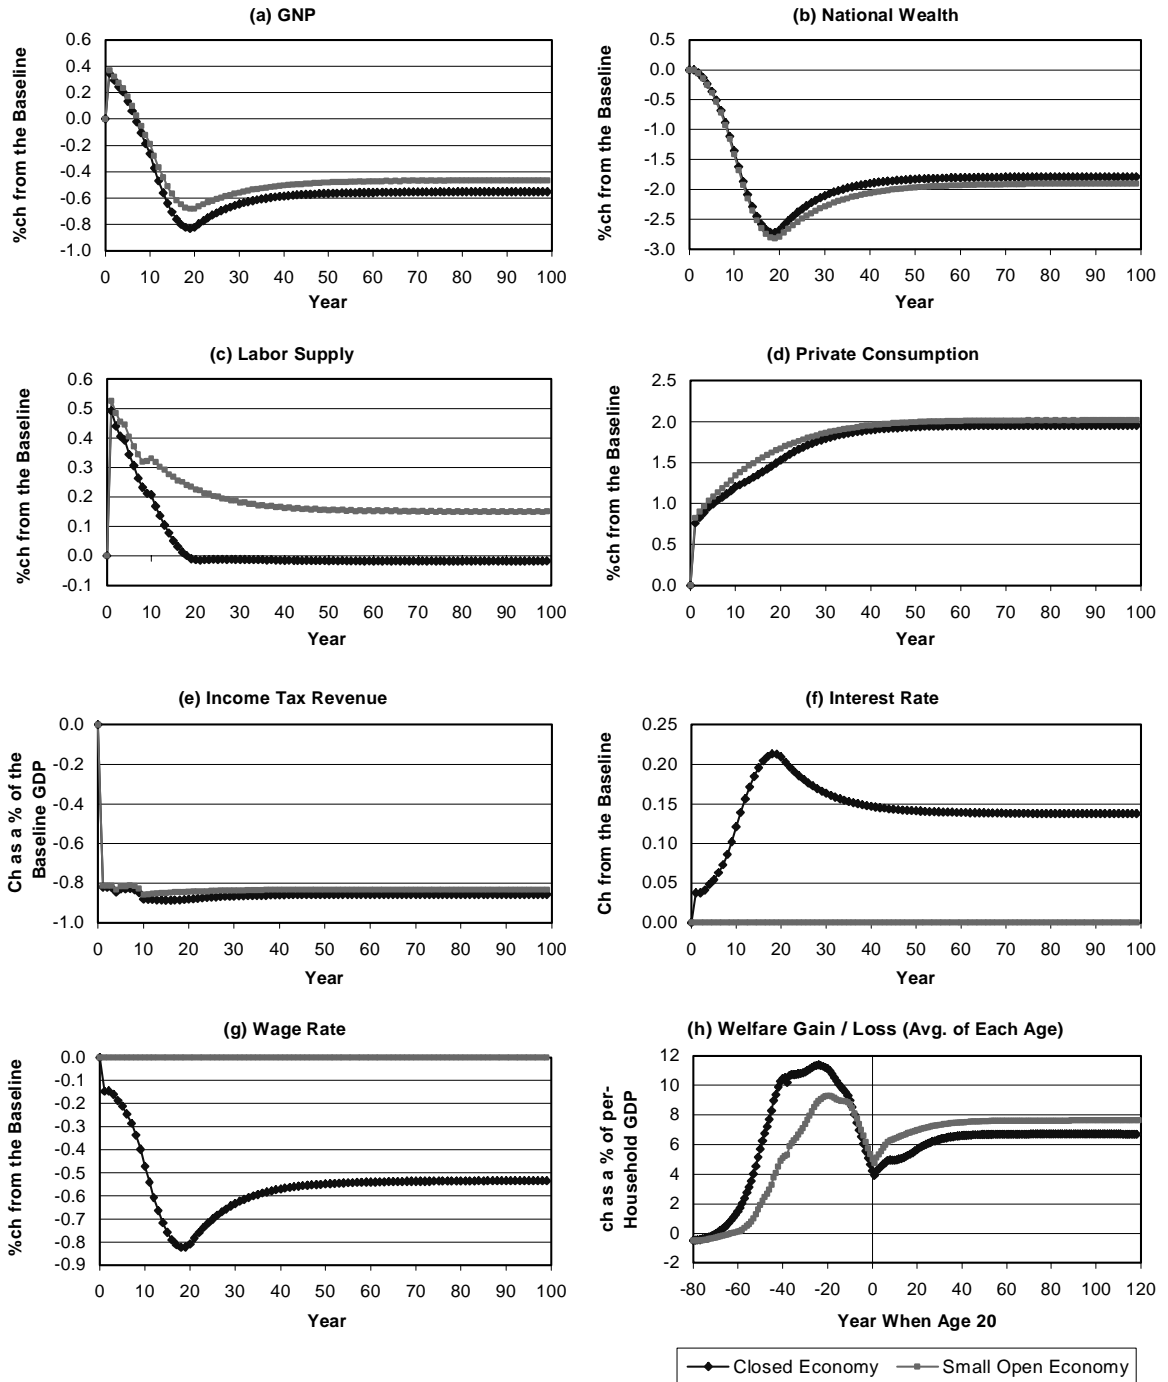 (a) GNP
%ch from the Baseline
0.6
0.4
0.2
0.0
-0.2
-0.4
-0.6
-0.8
-1.0
0 10 20 30 40 50 60 70 80 90 100
Year
(b) National Wealth
%ch from the Baseline
0.5
0.0
-0.5
-1.0
-1.5
-2.0
-2.5
-3.0
0 10 20 30 40 50 60 70 80 90 100
Year
(c) Labor Supply
%ch from the Baseline
0.6
0.5
0.4
0.3
0.2
0.1
0.0
-0.1
0 10 20 30 40 50 60 70 80 90 100
Year
(d) Private Consumption
%ch from the Baseline
2.5
2.0
1.5
1.0
0.5
0.0
0 10 20 30 40 50 60 70 80 90 100
Year
(e) Income Tax Revenue
Ch as a % of the
Baseline GDP
0.0
-0.2
-0.4
-0.6
-0.8
-1.0
0 10 20 30 40 50 60 70 80 90 100
Year
(f) Interest Rate
Ch from the Baseline
0.25
0.20
0.15
0.10
0.05
0.00
0 10 20 30 40 50 60 70 80 90 100
Year
(g) Wage Rate
%ch from the Baseline
0.0
-0.1
-0.2
-0.3
-0.4
-0.5
-0.6
-0.7
-0.8
-0.9
0 10 20 30 40 50 60 70 80 90 100
Year
(h) Welfare Gain / Loss (Avg. of Each Age)
ch as a % of per-
Household GDP
12
10
8
6
4
2
0
-2
-80 -60 -40 -20 0 20 40 60 80 100 120
Year When Age 20
Closed Economy Small Open Economy